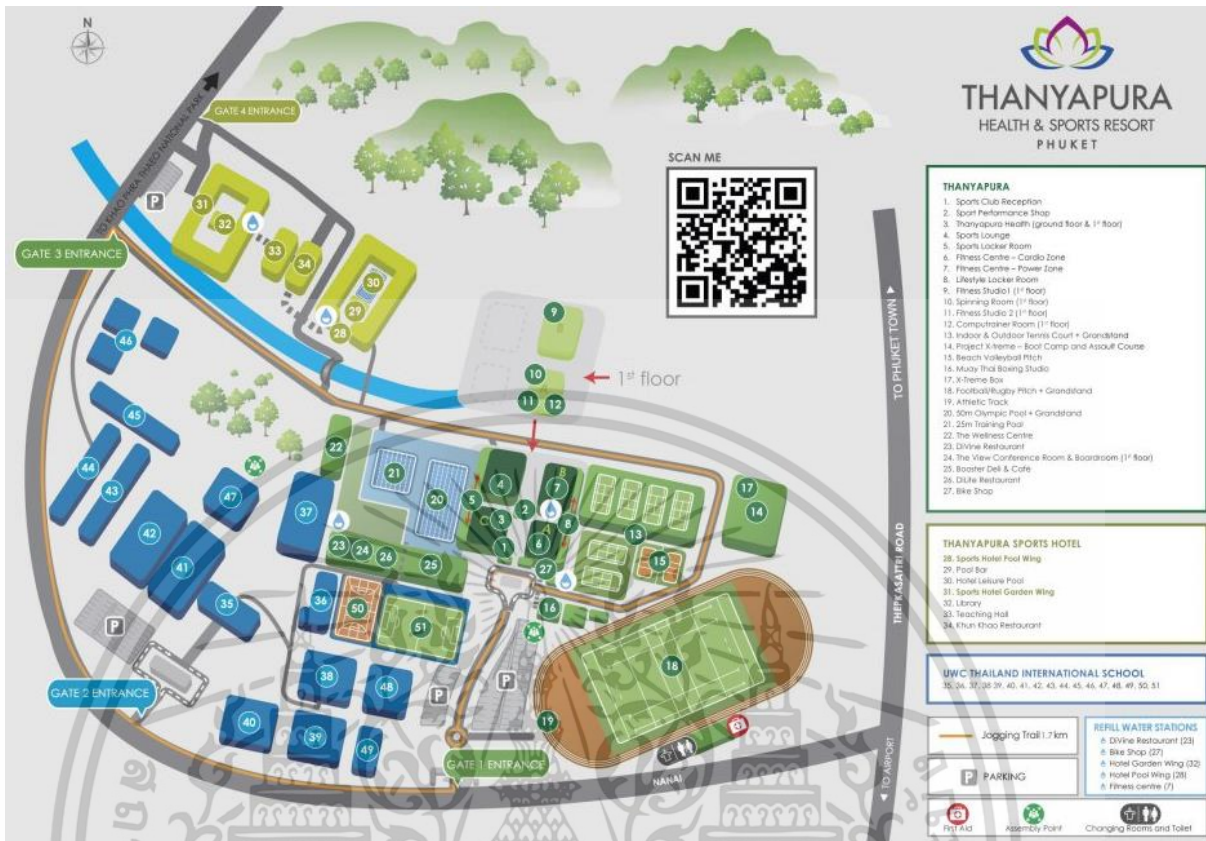 N
GATE 4 ENTRANCE
TO KHAO PHRA THAEO NATIONAL PARK
GATE 3 ENTRANCE
P
31
32
33
34
30
29
28
SCAN ME
9
10
11
12
1st floor
46
45
44
43
42
41
47
35
37
22
21
20
5
4
C
3
1
2
B
7
A
6
8
27
13
15
17
14
23
24
26
25
36
50
51
16
18
19
38
48
40
39
49
P
P
P
GATE 2 ENTRANCE
GATE 1 ENTRANCE
NANAI
TO PHUKET TOWN
THEPKASATTRI ROAD
TO AIRPORT
THANYAPURA
HEALTH & SPORTS RESORT
PHUKET
THANYAPURA
1. Sports Club Reception
2. Sport Performance Shop
3. Thanyapura Health (ground floor & 1st floor)
4. Sports Lounge
5. Sports Locker Room
6. Fitness Centre – Cardio Zone
7. Fitness Centre – Power Zone
8. Lifestyle Locker Room
9. Fitness Studio1 (1st floor)
10. Spinning Room (1st floor)
11. Fitness Studio 2 (1st floor)
12. Computrainer Room (1st floor)
13. Indoor & Outdoor Tennis Court + Grandstand
14. Project X-treme – Boot Camp and Assault Course
15. Beach Volleyball Pitch
16. Muay Thai Boxing Studio
17. X-Treme Box
18. Football/Rugby Pitch + Grandstand
19. Athletic Track
20. 50m Olympic Pool + Grandstand
21. 25m Training Pool
22. The Wellness Centre
23. DiVine Restaurant
24. The View Conference Room & Boardroom (1st floor)
25. Booster Deli & Café
26. DiLite Restaurant
27. Bike Shop
THANYAPURA SPORTS HOTEL
28. Sports Hotel Pool Wing
29. Pool Bar
30. Hotel Leisure Pool
31. Sports Hotel Garden Wing
32. Library
33. Teaching Hall
34. Khun Khao Restaurant
UWC THAILAND INTERNATIONAL SCHOOL
35, 36, 37, 38 39, 40, 41, 42, 43, 44, 45, 46, 47, 48, 49, 50, 51
Jogging Trail 1.7 km
P PARKING
REFILL WATER STATIONS
DiVine Restaurant (23)
Bike Shop (27)
Hotel Garden Wing (32)
Hotel Pool Wing (28)
Fitness centre (7)
First Aid
Assembly Point
Changing Rooms and Toilet